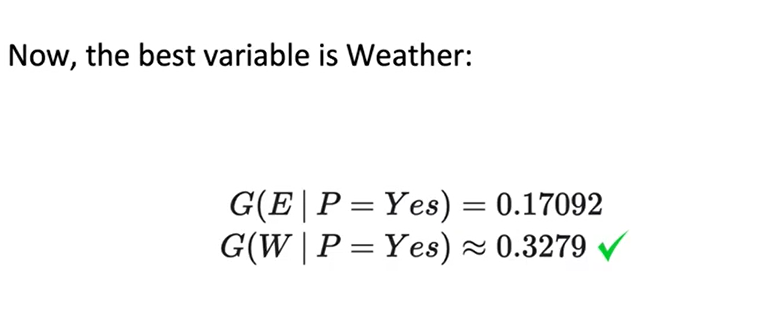 Now, the best variable is Weather:
G(E | P = Yes) = 0.17092
G(W | P = Yes) ≈ 0.3279